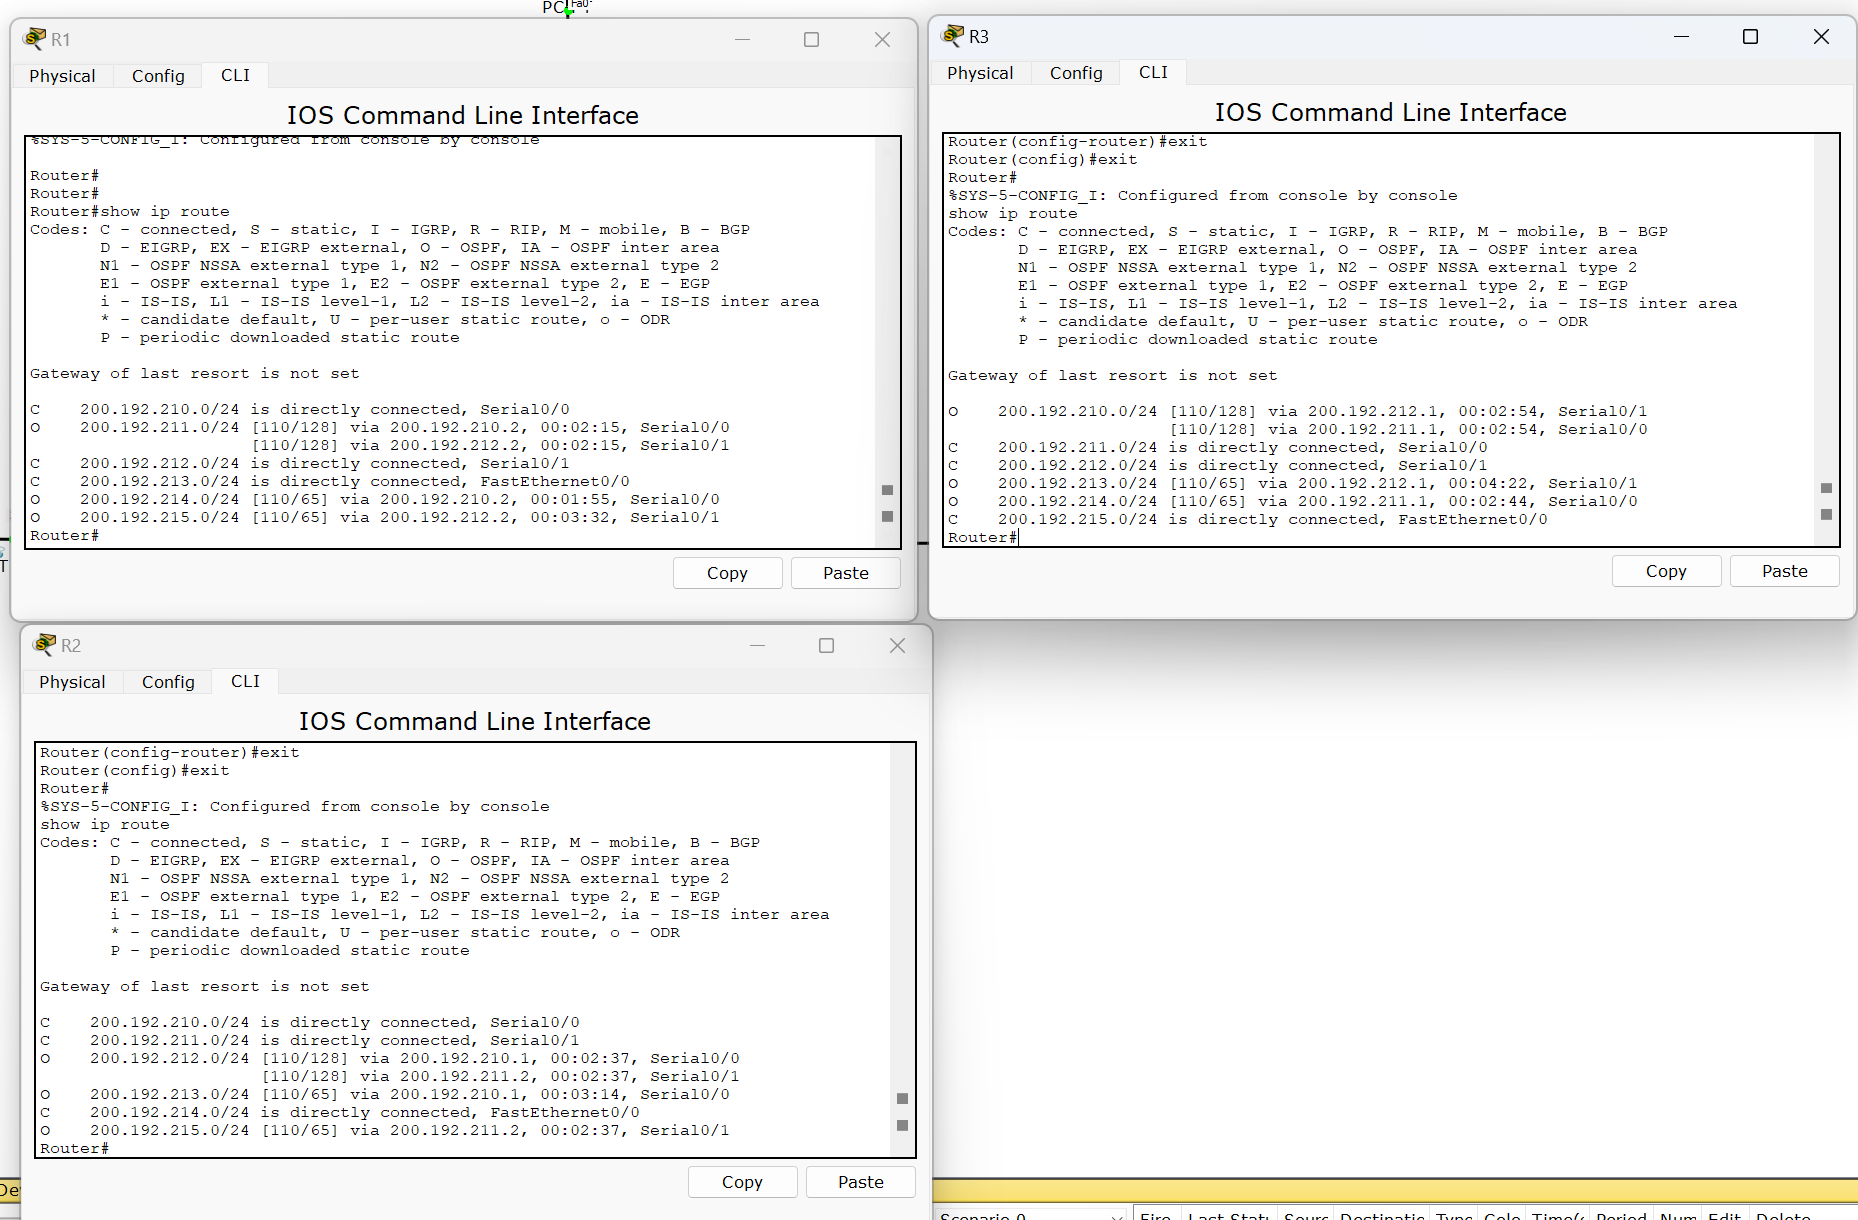 PC
Fa0
R1
Physical Config CLI
IOS Command Line Interface
%SYS-5-CONFIG_I: Configured from console by console
Router#
Router#
Router#show ip route
Codes: C - connected, S - static, I - IGRP, R - RIP, M - mobile, B - BGP
D - EIGRP, EX - EIGRP external, O - OSPF, IA - OSPF inter area
N1 - OSPF NSSA external type 1, N2 - OSPF NSSA external type 2
E1 - OSPF external type 1, E2 - OSPF external type 2, E - EGP
i - IS-IS, L1 - IS-IS level-1, L2 - IS-IS level-2, ia - IS-IS inter area
* - candidate default, U - per-user static route, o - ODR
P - periodic downloaded static route
Gateway of last resort is not set
C 200.192.210.0/24 is directly connected, Serial0/0
O 200.192.211.0/24 [110/128] via 200.192.210.2, 00:02:15, Serial0/0
[110/128] via 200.192.212.2, 00:02:15, Serial0/1
C 200.192.212.0/24 is directly connected, Serial0/1
C 200.192.213.0/24 is directly connected, FastEthernet0/0
O 200.192.214.0/24 [110/65] via 200.192.210.2, 00:01:55, Serial0/0
O 200.192.215.0/24 [110/65] via 200.192.212.2, 00:03:32, Serial0/1
Router#
Copy Paste
R3
Physical Config CLI
IOS Command Line Interface
Router(config-router)#exit
Router(config)#exit
Router#
%SYS-5-CONFIG_I: Configured from console by console
show ip route
Codes: C - connected, S - static, I - IGRP, R - RIP, M - mobile, B - BGP
D - EIGRP, EX - EIGRP external, O - OSPF, IA - OSPF inter area
N1 - OSPF NSSA external type 1, N2 - OSPF NSSA external type 2
E1 - OSPF external type 1, E2 - OSPF external type 2, E - EGP
i - IS-IS, L1 - IS-IS level-1, L2 - IS-IS level-2, ia - IS-IS inter area
* - candidate default, U - per-user static route, o - ODR
P - periodic downloaded static route
Gateway of last resort is not set
O 200.192.210.0/24 [110/128] via 200.192.212.1, 00:02:54, Serial0/1
[110/128] via 200.192.211.1, 00:02:54, Serial0/0
C 200.192.211.0/24 is directly connected, Serial0/0
C 200.192.212.0/24 is directly connected, Serial0/1
O 200.192.213.0/24 [110/65] via 200.192.212.1, 00:04:22, Serial0/1
O 200.192.214.0/24 [110/65] via 200.192.211.1, 00:02:44, Serial0/0
C 200.192.215.0/24 is directly connected, FastEthernet0/0
Router#
Copy Paste
R2
Physical Config CLI
IOS Command Line Interface
Router(config-router)#exit
Router(config)#exit
Router#
%SYS-5-CONFIG_I: Configured from console by console
show ip route
Codes: C - connected, S - static, I - IGRP, R - RIP, M - mobile, B - BGP
D - EIGRP, EX - EIGRP external, O - OSPF, IA - OSPF inter area
N1 - OSPF NSSA external type 1, N2 - OSPF NSSA external type 2
E1 - OSPF external type 1, E2 - OSPF external type 2, E - EGP
i - IS-IS, L1 - IS-IS level-1, L2 - IS-IS level-2, ia - IS-IS inter area
* - candidate default, U - per-user static route, o - ODR
P - periodic downloaded static route
Gateway of last resort is not set
C 200.192.210.0/24 is directly connected, Serial0/0
C 200.192.211.0/24 is directly connected, Serial0/1
O 200.192.212.0/24 [110/128] via 200.192.210.1, 00:02:37, Serial0/0
[110/128] via 200.192.211.2, 00:02:37, Serial0/1
O 200.192.213.0/24 [110/65] via 200.192.210.1, 00:03:14, Serial0/0
C 200.192.214.0/24 is directly connected, FastEthernet0/0
O 200.192.215.0/24 [110/65] via 200.192.211.2, 00:02:37, Serial0/1
Router#
Copy Paste
Scenario 0 Fire Last Statu Sourc Destinatic Type Colo Time( Period Num Edit Delete